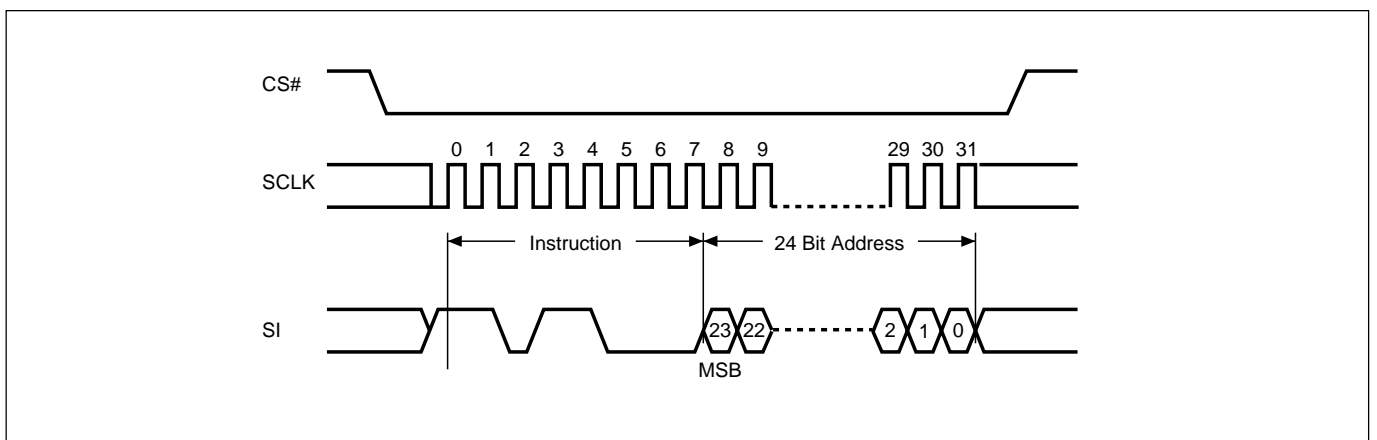 CS#
0 1 2 3 4 5 6 7 8 9 29 30 31
SCLK
Instruction 24 Bit Address
SI 23 22 2 1 0
MSB